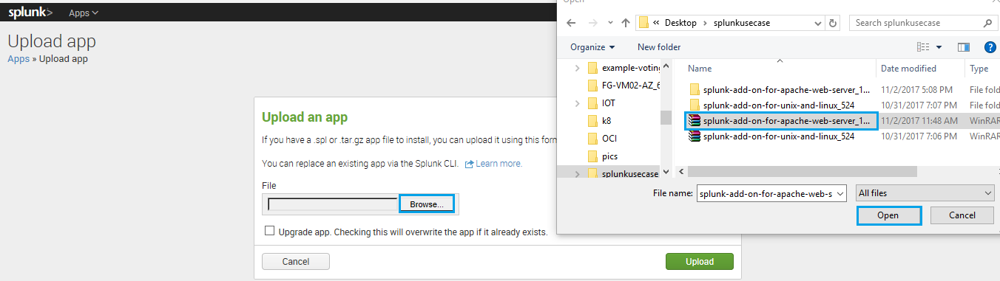 splunk> Apps
Upload app
Apps » Upload app
Upload an app
If you have a .spl or .tar.gz app file to install, you can upload it using this form
You can replace an existing app via the Splunk CLI. Learn more.
File
Browse...
Upgrade app. Checking this will overwrite the app if it already exists.
Cancel
Upload
Open
« Desktop > splunkusecase
Search splunkusecase
Organize
New folder
example-voting
FG-VM02-AZ_6
IOT
k8
OCI
pics
splunkusecase
Name Date modified Type
splunk-add-on-for-apache-web-server_1... 11/2/2017 5:08 PM File fold
splunk-add-on-for-unix-and-linux_524 10/31/2017 7:07 PM File fold
splunk-add-on-for-apache-web-server_1... 11/2/2017 11:48 AM WinRAR
splunk-add-on-for-unix-and-linux_524 10/31/2017 7:06 PM WinRAR
File name: splunk-add-on-for-apache-web-s
All files
Open
Cancel